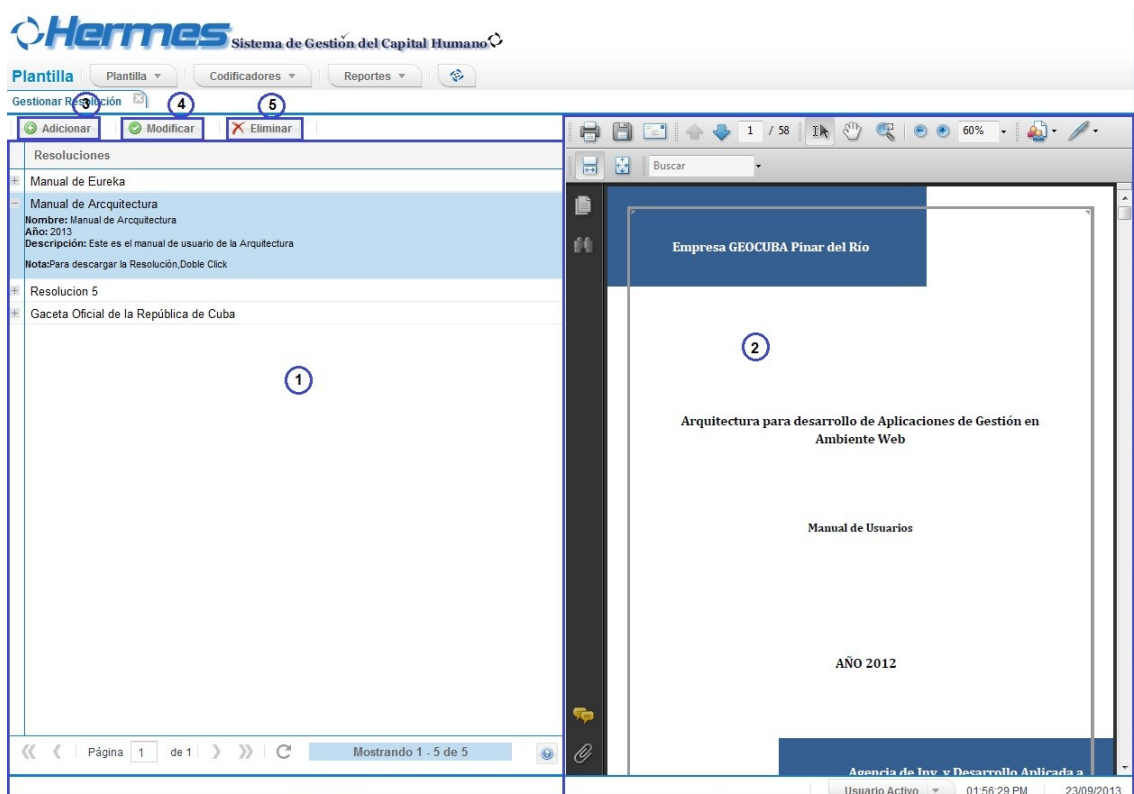 Hermes Sistema de Gestión del Capital Humano
Plantilla Plantilla Codificadores Reportes
Gestionar Resolución
3 4 5
Adicionar Modificar Eliminar
Resoluciones
Manual de Eureka
Manual de Arcquitectura
Nombre: Manual de Arcquitectura
Año: 2013
Descripción: Este es el manual de usuario de la Arquitectura
Nota:Para descargar la Resolución,Doble Click
Resolucion 5
Gaceta Oficial de la República de Cuba
1
Página 1 de 1 Mostrando 1 - 5 de 5
1 / 58 60%
Buscar
Empresa GEOCUBA Pinar del Río
2
Arquitectura para desarrollo de Aplicaciones de Gestión en
Ambiente Web
Manual de Usuarios
AÑO 2012
Agencia de Inv. y Desarrollo Aplicada a
Usuario Activo 01:56:29 PM 23/09/2013